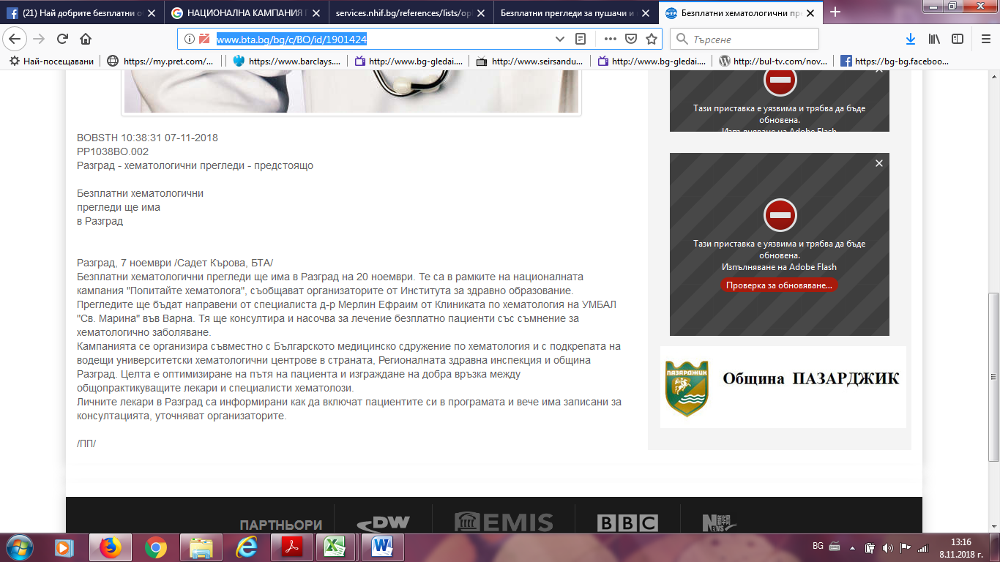 (21) Най добрите безплатни о
НАЦИОНАЛНА КАМПАНИЯ
services.nhif.bg/references/lists/op
Безплатни прегледи за пушачи и
Безплатни хематологични пр
www.bta.bg/bg/c/BO/id/1901424
Търсене
Най-посещавани
https://my.pret.com/...
https://www.barclays....
http://www.bg-gledai....
http://www.seirsandu...
http://www.bg-gledai....
http://bul-tv.com/nov...
https://bg-bg.faceboo...
BOBSTH 10:38:31 07-11-2018
PP1038BO.002
Разград - хематологични прегледи - предстоящо
Безплатни хематологични
прегледи ще има
в Разград
Разград, 7 ноември /Садет Кърова, БТА/
Безплатни хематологични прегледи ще има в Разград на 20 ноември. Те са в рамките на националната
кампания "Попитайте хематолога", съобщават организаторите от Института за здравно образование.
Прегледите ще бъдат направени от специалиста д-р Мерлин Ефраим от Клиниката по хематология на УМБАЛ
"Св. Марина" във Варна. Тя ще консултира и насочва за лечение безплатно пациенти със съмнение за
хематологично заболяване.
Кампанията се организира съвместно с Българското медицинско сдружение по хематология и с подкрепата на
водещи университетски хематологични центрове в страната, Регионалната здравна инспекция и община
Разград. Целта е оптимизиране на пътя на пациента и изграждане на добра връзка между
общопрактикуващите лекари и специалисти хематолози.
Личните лекари в Разград са информирани как да включат пациентите си в програмата и вече има записани за
консултацията, уточняват организаторите.
/ПП/
Тази приставка е уязвима и трябва да бъде
обновена.
Изпълняване на Adobe Flash
Тази приставка е уязвима и трябва да бъде
обновена.
Изпълняване на Adobe Flash
Проверка за обновяване...
ПАЗАРДЖИК
Община ПАЗАРДЖИК
ПАРТНЬОРИ
DW
EMIS
BBC
NEWS
BG
13:16
8.11.2018 г.